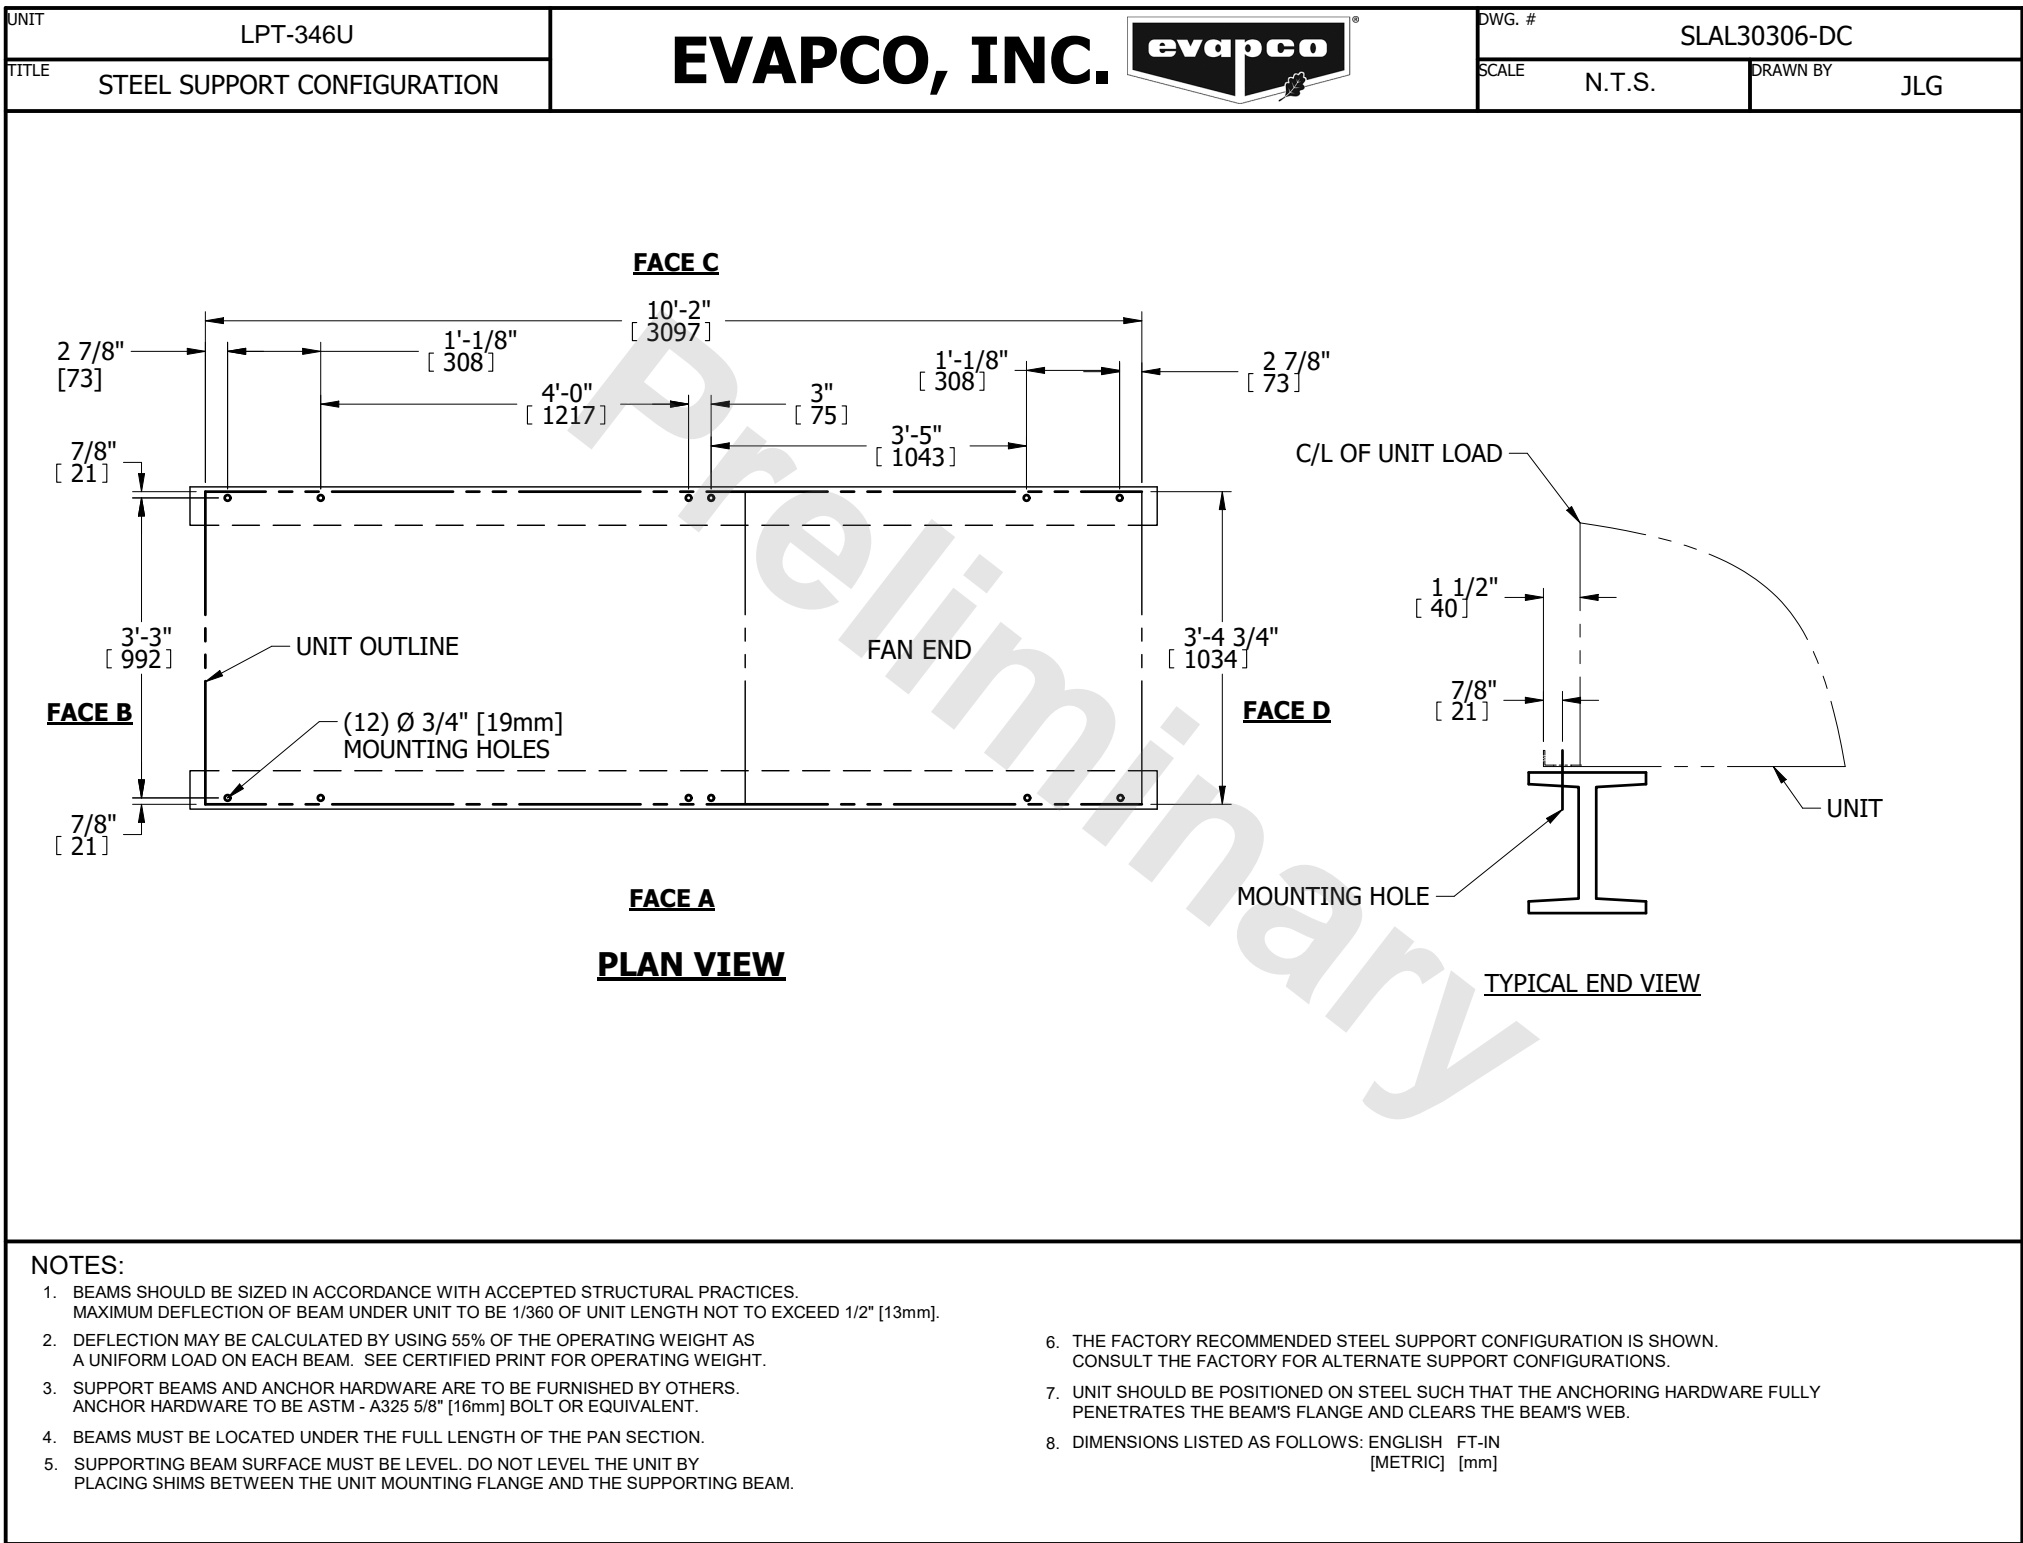 UNIT
LPT-346U
TITLE
STEEL SUPPORT CONFIGURATION
EVAPCO, INC.
evapco
®
DWG. #
SLAL30306-DC
SCALE
N.T.S.
DRAWN BY
JLG
FACE C
10'-2"
[ 3097]
2 7/8"
[73]
1'-1/8"
[ 308]
1'-1/8"
[ 308]
2 7/8"
[ 73]
4'-0"
[ 1217]
3"
[ 75]
3'-5"
[ 1043]
7/8"
[ 21]
C/L OF UNIT LOAD
1 1/2"
[ 40]
3'-3"
[ 992]
UNIT OUTLINE
FAN END
3'-4 3/4"
[ 1034]
7/8"
[ 21]
FACE B
(12) Ø 3/4" [19mm]
MOUNTING HOLES
FACE D
7/8"
[ 21]
UNIT
FACE A
MOUNTING HOLE
PLAN VIEW
TYPICAL END VIEW
Preliminary
NOTES:
1. BEAMS SHOULD BE SIZED IN ACCORDANCE WITH ACCEPTED STRUCTURAL PRACTICES.
MAXIMUM DEFLECTION OF BEAM UNDER UNIT TO BE 1/360 OF UNIT LENGTH NOT TO EXCEED 1/2" [13mm].
2. DEFLECTION MAY BE CALCULATED BY USING 55% OF THE OPERATING WEIGHT AS
A UNIFORM LOAD ON EACH BEAM. SEE CERTIFIED PRINT FOR OPERATING WEIGHT.
3. SUPPORT BEAMS AND ANCHOR HARDWARE ARE TO BE FURNISHED BY OTHERS.
ANCHOR HARDWARE TO BE ASTM - A325 5/8" [16mm] BOLT OR EQUIVALENT.
4. BEAMS MUST BE LOCATED UNDER THE FULL LENGTH OF THE PAN SECTION.
5. SUPPORTING BEAM SURFACE MUST BE LEVEL. DO NOT LEVEL THE UNIT BY
PLACING SHIMS BETWEEN THE UNIT MOUNTING FLANGE AND THE SUPPORTING BEAM.
6. THE FACTORY RECOMMENDED STEEL SUPPORT CONFIGURATION IS SHOWN.
CONSULT THE FACTORY FOR ALTERNATE SUPPORT CONFIGURATIONS.
7. UNIT SHOULD BE POSITIONED ON STEEL SUCH THAT THE ANCHORING HARDWARE FULLY
PENETRATES THE BEAM'S FLANGE AND CLEARS THE BEAM'S WEB.
8. DIMENSIONS LISTED AS FOLLOWS: ENGLISH FT-IN
[METRIC] [mm]